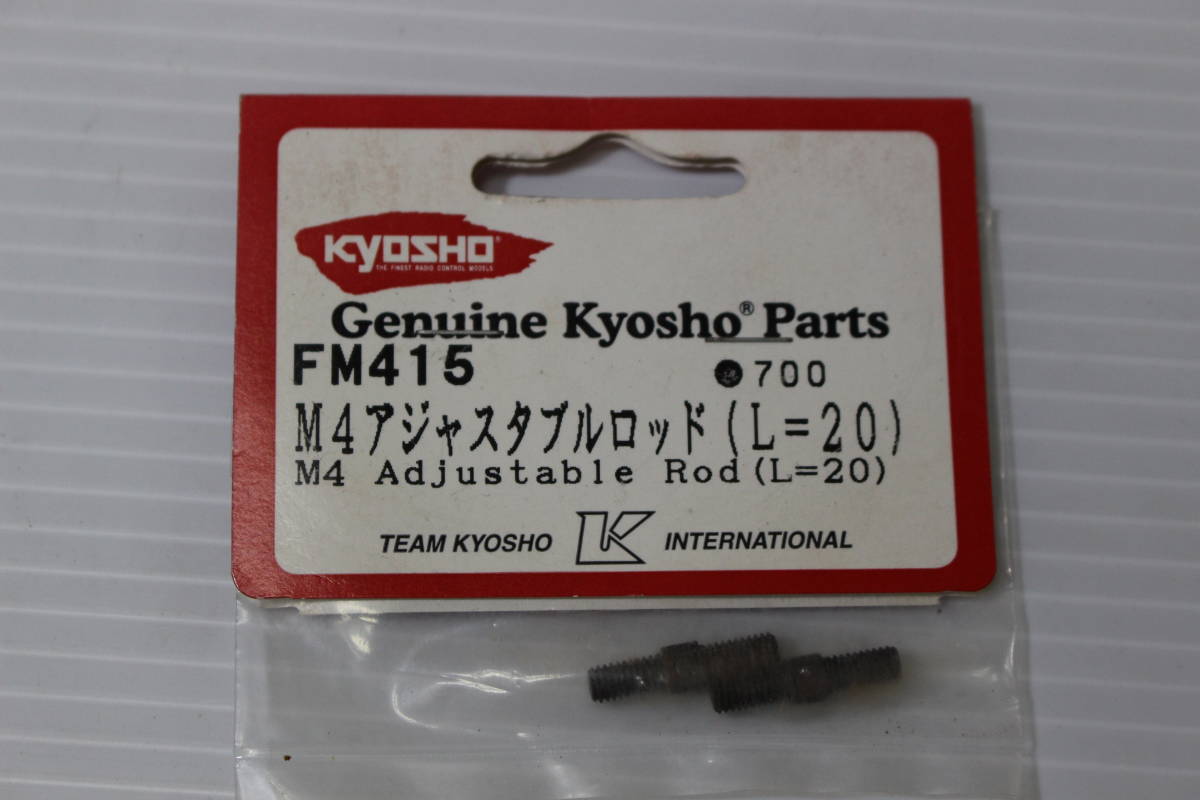 KYOSHO®
THE FINEST RADIO CONTROL MODELS
Genuine Kyosho® Parts
FM415 ●700
M4アジャスタブルロッド(L=20)
M4 Adjustable Rod(L=20)
TEAM KYOSHO K INTERNATIONAL